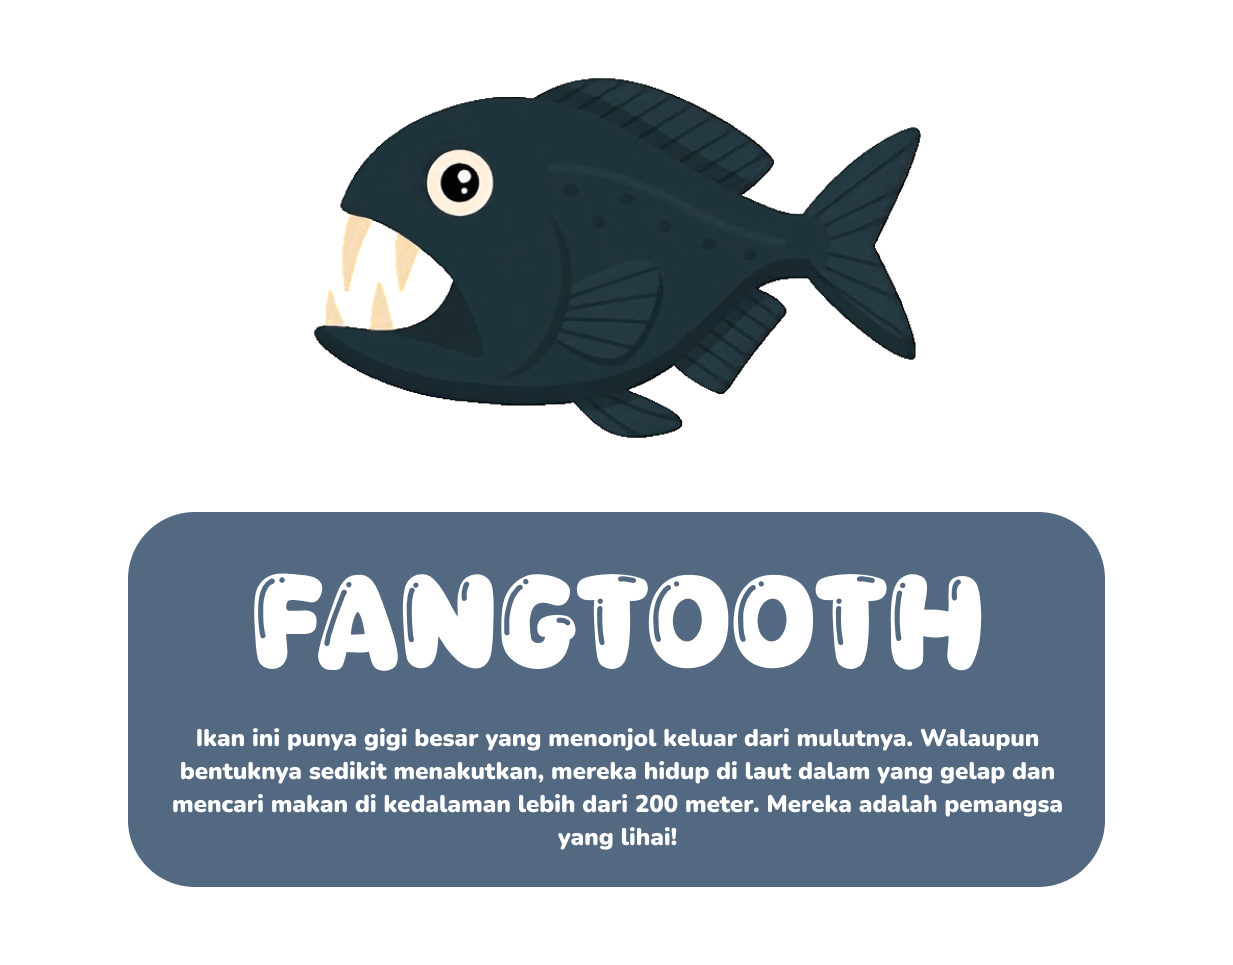 FANGTOOTH
Ikan ini punya gigi besar yang menonjol keluar dari mulutnya. Walaupun
bentuknya sedikit menakutkan, mereka hidup di laut dalam yang gelap dan
mencari makan di kedalaman lebih dari 200 meter. Mereka adalah pemangsa
yang lihai!